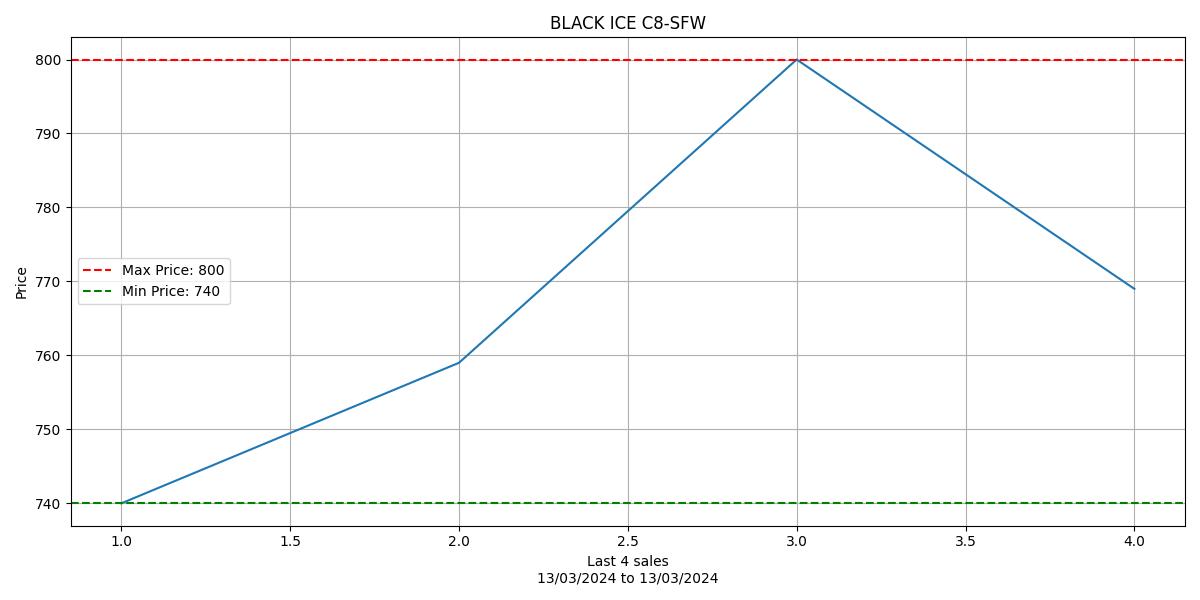 BLACK ICE C8-SFW
800
790
780
770
760
750
740
Price
Max Price: 800
Min Price: 740
1.0 1.5 2.0 2.5 3.0 3.5 4.0
Last 4 sales
13/03/2024 to 13/03/2024